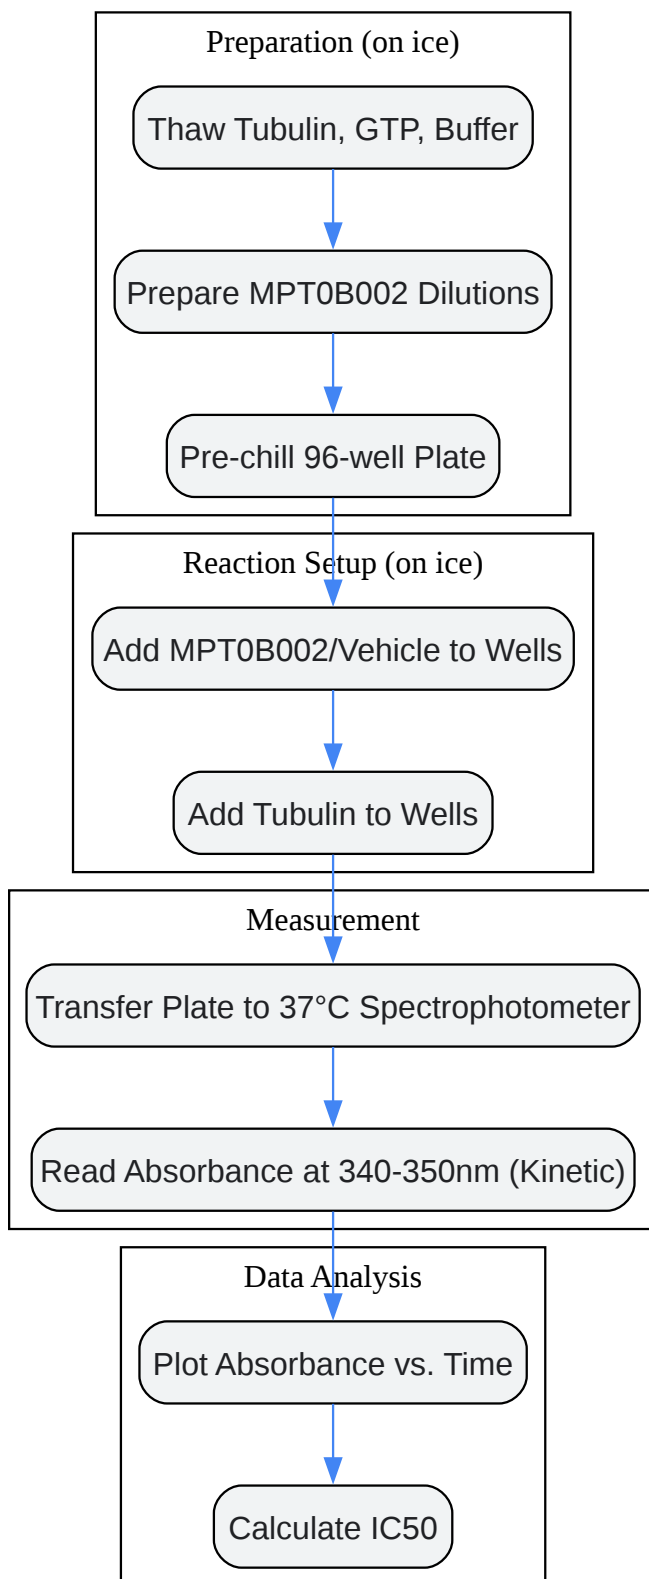 Preparation (on ice)
Thaw Tubulin, GTP, Buffer
Prepare MPT0B002 Dilutions
Pre-chill 96-well Plate
Reaction Setup (on ice)
Add MPT0B002/Vehicle to Wells
Add Tubulin to Wells
Measurement
Transfer Plate to 37°C Spectrophotometer
Read Absorbance at 340-350nm (Kinetic)
Data Analysis
Plot Absorbance vs. Time
Calculate IC50